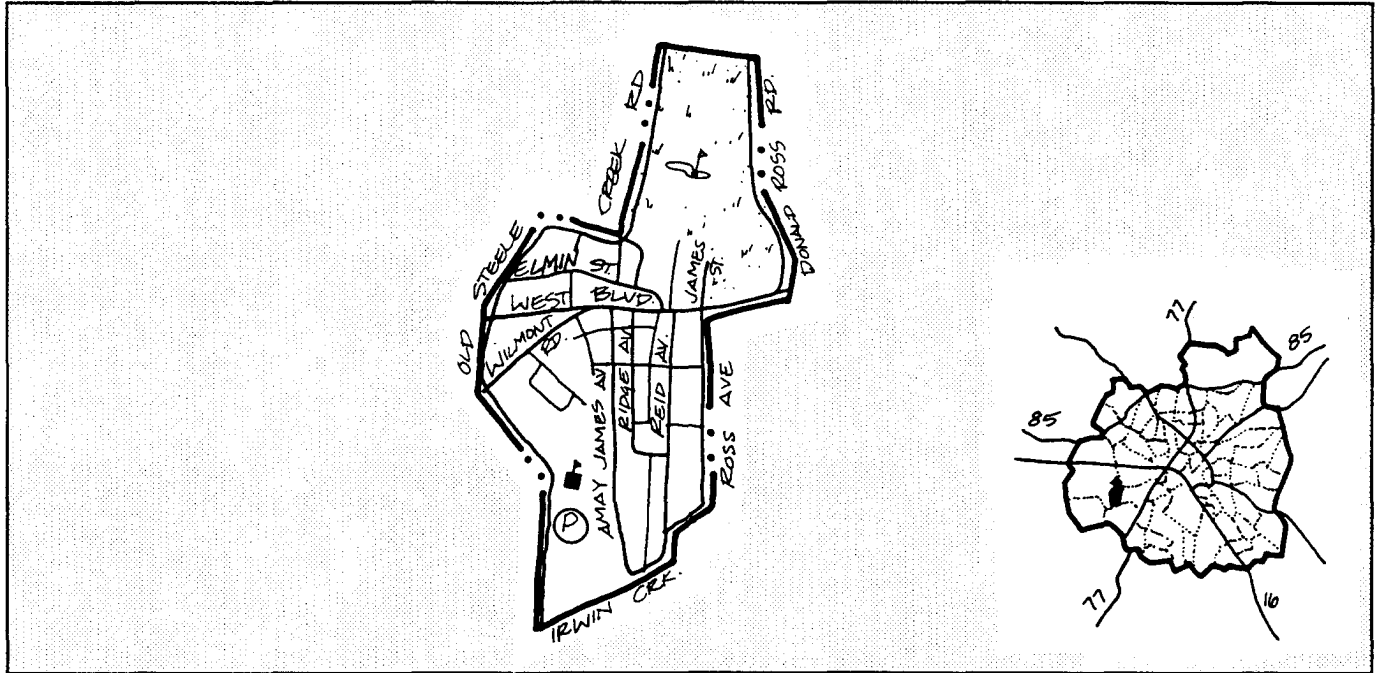 OLD STEELE CREEK RD
DONALD ROSS RD.
ELMIN ST.
JAMES ST.
WEST BLVD.
WILMONT RD.
AMAY JAMES AV.
RIDGE AV.
REID AV.
ROSS AVE
P
IRWIN CRK.
77
85
85
77
16